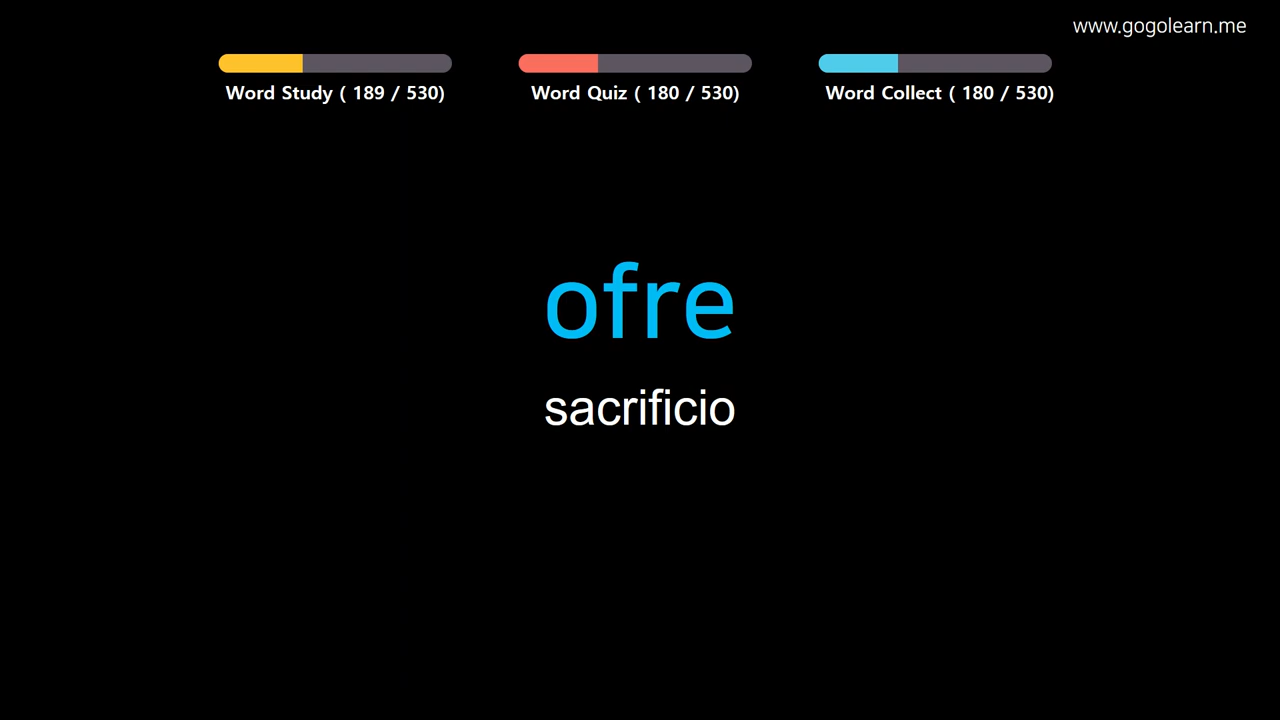 www.gogolearn.me
Word Study ( 189 / 530)
Word Quiz ( 180 / 530)
Word Collect ( 180 / 530)
ofre
sacrificio